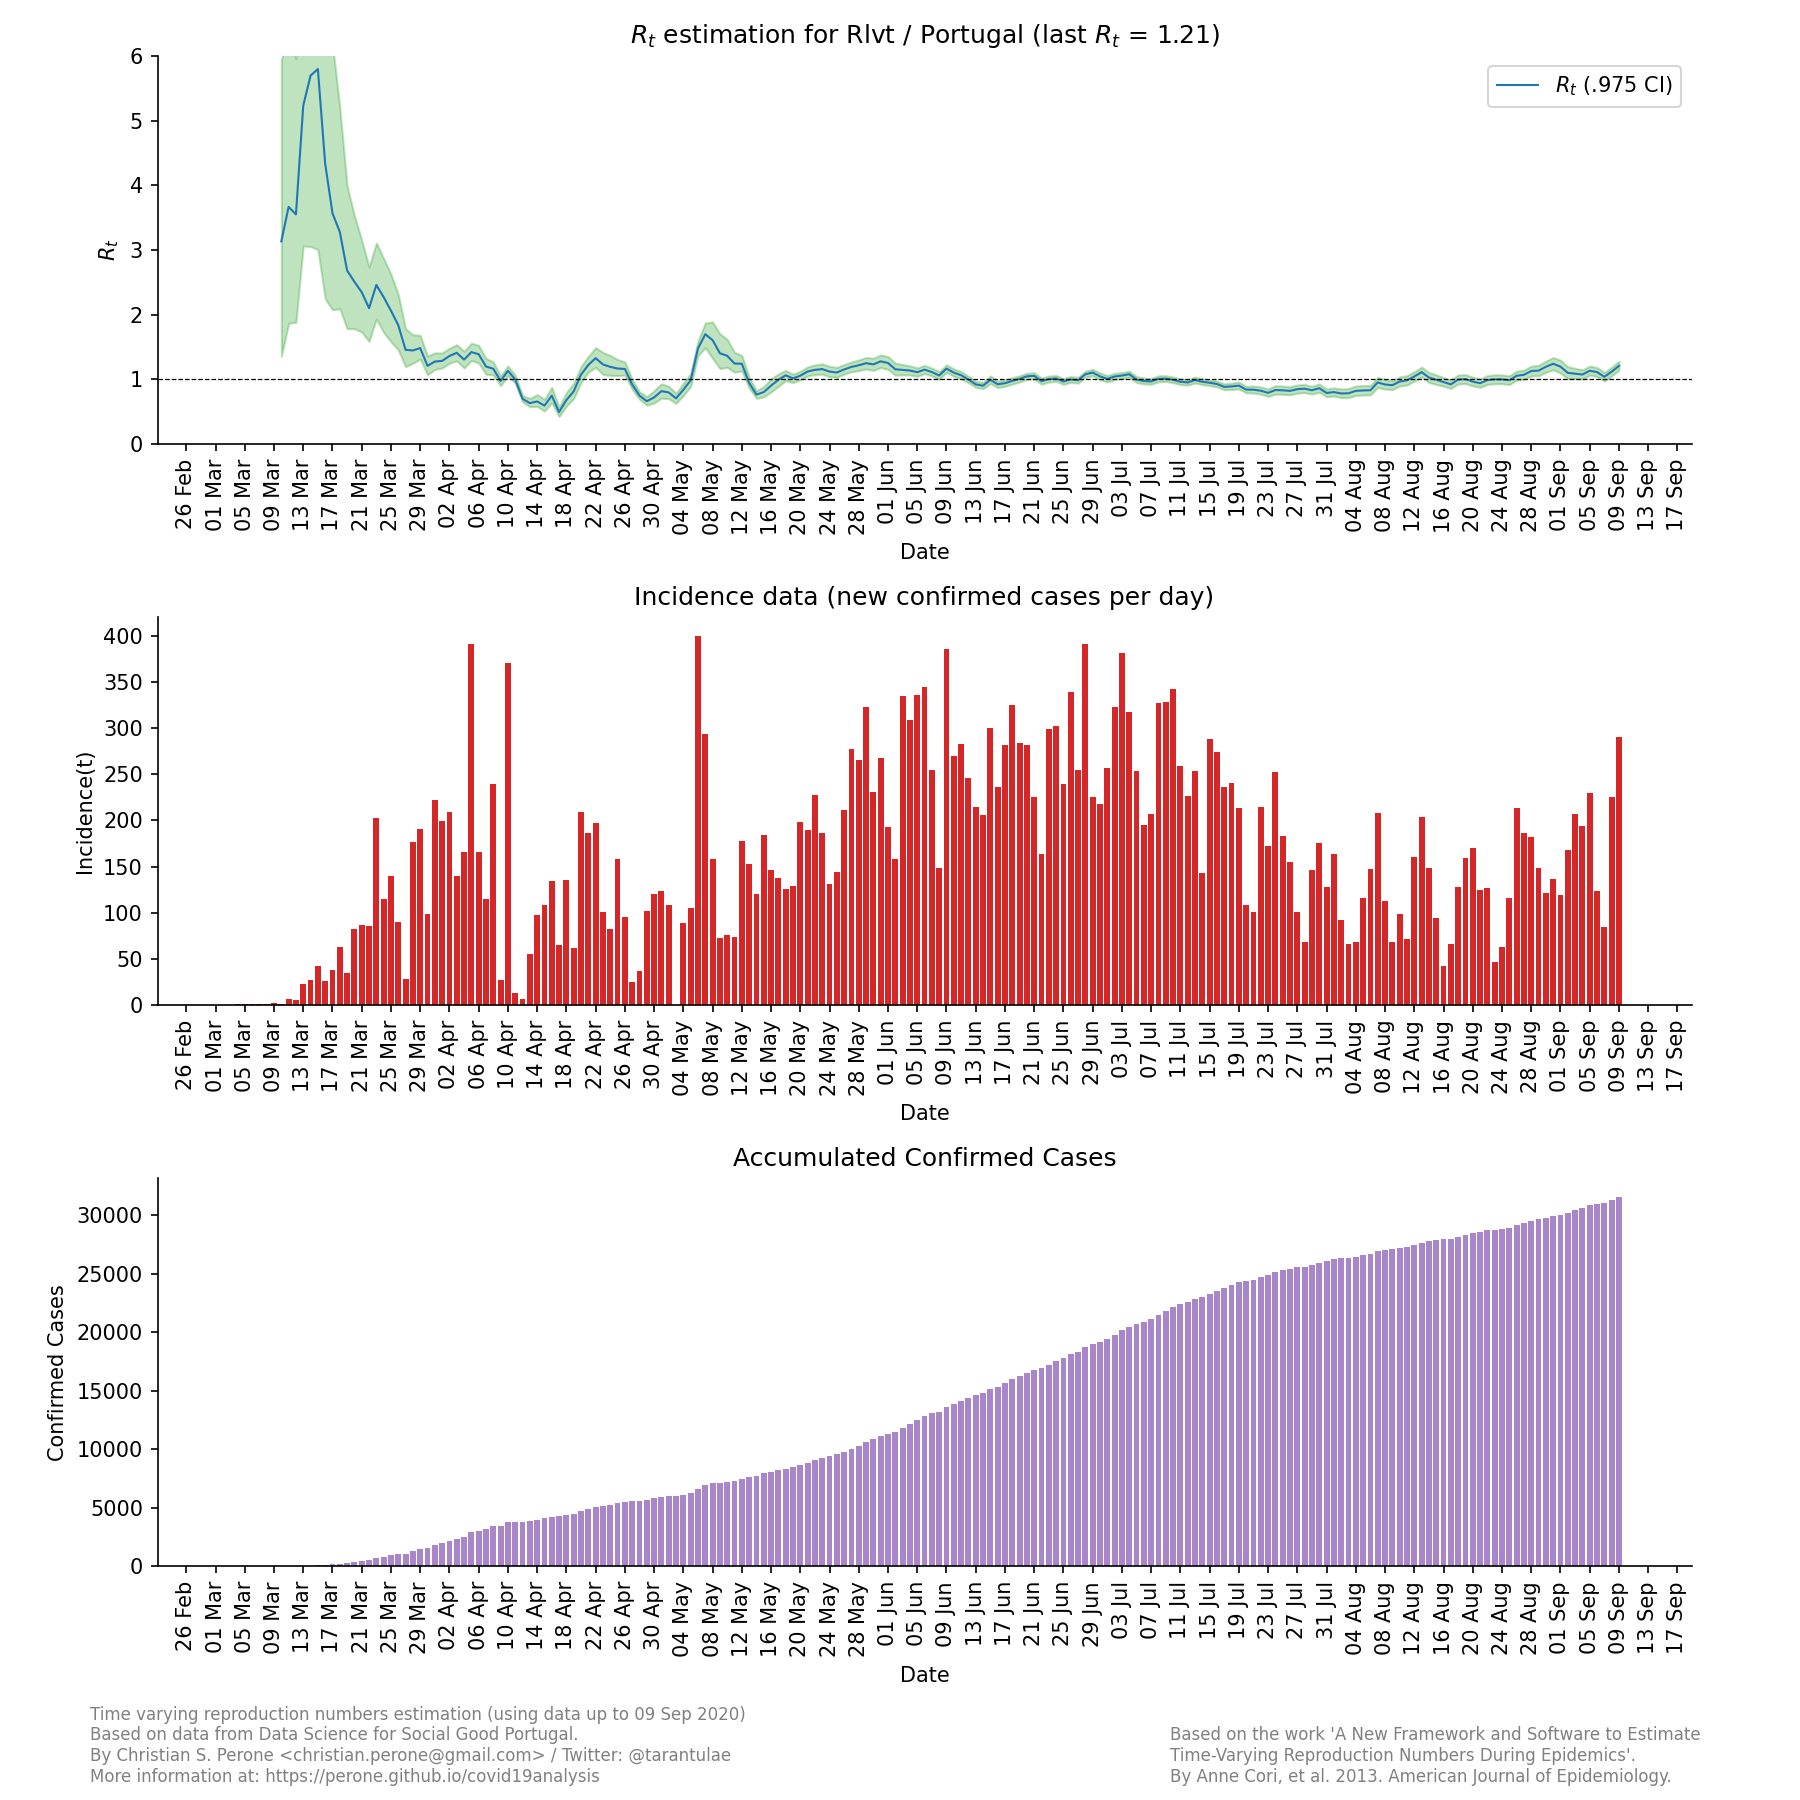 R_t estimation for Rlvt / Portugal (last R_t = 1.21)
6
5
4
3
2
1
0
R_t
R_t (.975 CI)
26 Feb 01 Mar 05 Mar 09 Mar 13 Mar 17 Mar 21 Mar 25 Mar 29 Mar 02 Apr 06 Apr 10 Apr 14 Apr 18 Apr 22 Apr 26 Apr 30 Apr 04 May 08 May 12 May 16 May 20 May 24 May 28 May 01 Jun 05 Jun 09 Jun 13 Jun 17 Jun 21 Jun 25 Jun 29 Jun 03 Jul 07 Jul 11 Jul 15 Jul 19 Jul 23 Jul 27 Jul 31 Jul 04 Aug 08 Aug 12 Aug 16 Aug 20 Aug 24 Aug 28 Aug 01 Sep 05 Sep 09 Sep 13 Sep 17 Sep
Date
Incidence data (new confirmed cases per day)
400
350
300
250
200
150
100
50
0
Incidence(t)
26 Feb 01 Mar 05 Mar 09 Mar 13 Mar 17 Mar 21 Mar 25 Mar 29 Mar 02 Apr 06 Apr 10 Apr 14 Apr 18 Apr 22 Apr 26 Apr 30 Apr 04 May 08 May 12 May 16 May 20 May 24 May 28 May 01 Jun 05 Jun 09 Jun 13 Jun 17 Jun 21 Jun 25 Jun 29 Jun 03 Jul 07 Jul 11 Jul 15 Jul 19 Jul 23 Jul 27 Jul 31 Jul 04 Aug 08 Aug 12 Aug 16 Aug 20 Aug 24 Aug 28 Aug 01 Sep 05 Sep 09 Sep 13 Sep 17 Sep
Date
Accumulated Confirmed Cases
30000
25000
20000
15000
10000
5000
0
Confirmed Cases
26 Feb 01 Mar 05 Mar 09 Mar 13 Mar 17 Mar 21 Mar 25 Mar 29 Mar 02 Apr 06 Apr 10 Apr 14 Apr 18 Apr 22 Apr 26 Apr 30 Apr 04 May 08 May 12 May 16 May 20 May 24 May 28 May 01 Jun 05 Jun 09 Jun 13 Jun 17 Jun 21 Jun 25 Jun 29 Jun 03 Jul 07 Jul 11 Jul 15 Jul 19 Jul 23 Jul 27 Jul 31 Jul 04 Aug 08 Aug 12 Aug 16 Aug 20 Aug 24 Aug 28 Aug 01 Sep 05 Sep 09 Sep 13 Sep 17 Sep
Date
Time varying reproduction numbers estimation (using data up to 09 Sep 2020)
Based on data from Data Science for Social Good Portugal.
By Christian S. Perone <christian.perone@gmail.com> / Twitter: @tarantulae
More information at: https://perone.github.io/covid19analysis
Based on the work 'A New Framework and Software to Estimate
Time-Varying Reproduction Numbers During Epidemics'.
By Anne Cori, et al. 2013. American Journal of Epidemiology.